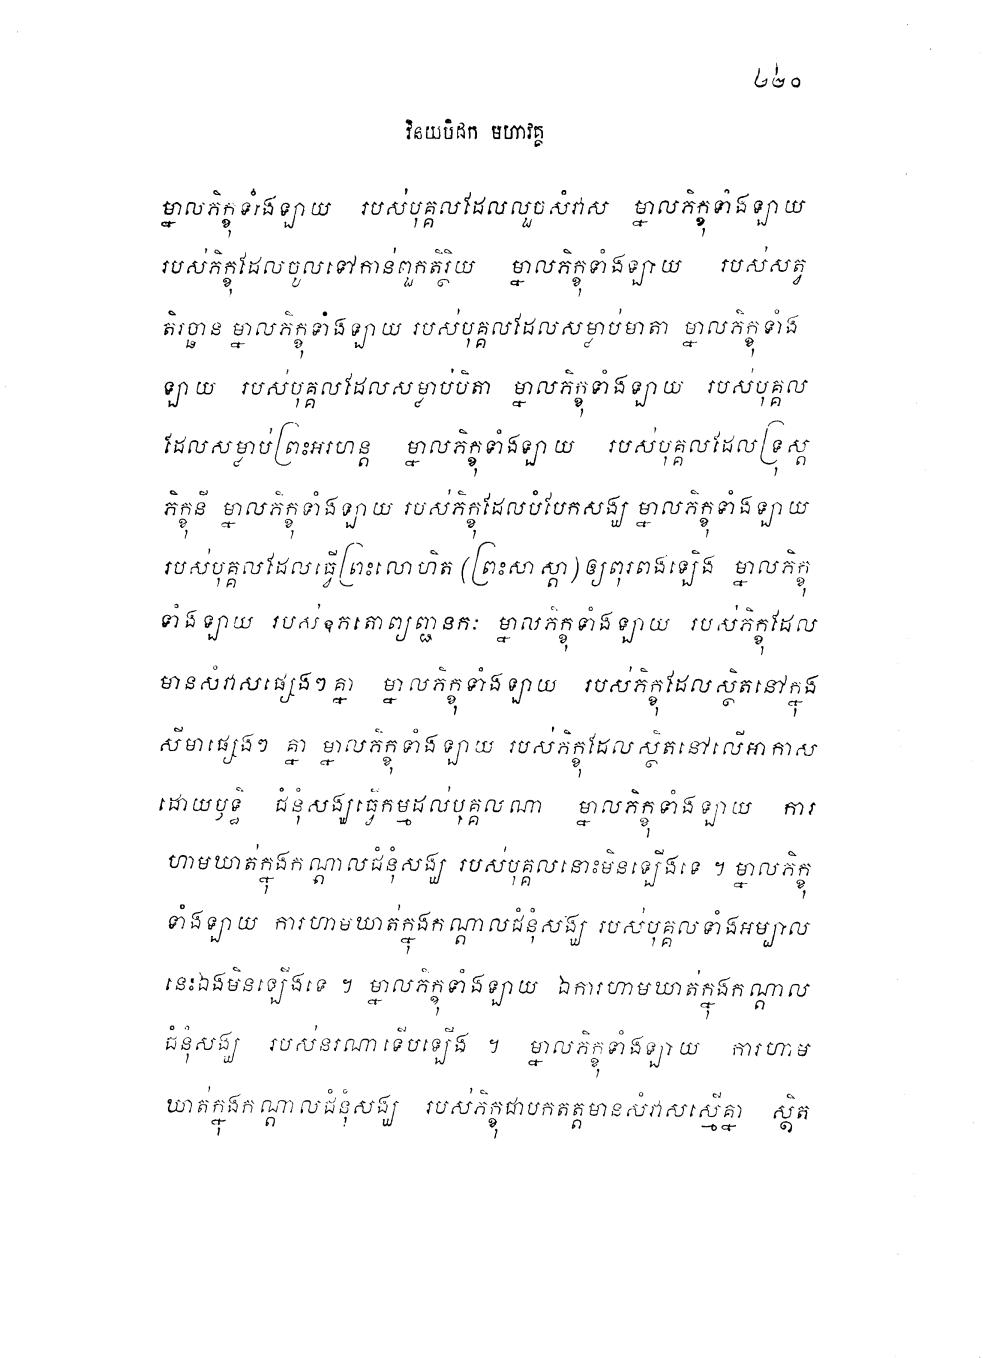 ៤២០
វិនយបិដក មហាវគ្គ
ម្នាលភិក្ខុទាំងឡាយ របស់បុគ្គលដែលលួចសំវាស ម្នាលភិក្ខុទាំងឡាយ
របស់ភិក្ខុដែលចូលទៅកាន់ពួកតិរ្ថិយ ម្នាលភិក្ខុទាំងឡាយ របស់សត្វ
តិរច្ឆាន ម្នាលភិក្ខុទាំងឡាយ របស់បុគ្គលដែលសម្លាប់មាតា ម្នាលភិក្ខុទាំង
ឡាយ របស់បុគ្គលដែលសម្លាប់បិតា ម្នាលភិក្ខុទាំងឡាយ របស់បុគ្គល
ដែលសម្លាប់ព្រះអរហន្ត ម្នាលភិក្ខុទាំងឡាយ របស់បុគ្គលដែលទ្រុស្ត
ភិក្ខុនី ម្នាលភិក្ខុទាំងឡាយ របស់ភិក្ខុដែលបំបែកសង្ឃ ម្នាលភិក្ខុទាំងឡាយ
របស់បុគ្គលដែលធ្វើព្រះលោហិត (ព្រះសាស្តា) ឲ្យពុរពងឡើង ម្នាលភិក្ខុ
ទាំងឡាយ របស់ឧភតោព្យញ្ជនកៈ ម្នាលភិក្ខុទាំងឡាយ របស់ភិក្ខុដែល
មានសំវាសផ្សេងៗគ្នា ម្នាលភិក្ខុទាំងឡាយ របស់ភិក្ខុដែលស្ថិតនៅក្នុង
សីមាផ្សេងៗ គ្នា ម្នាលភិក្ខុទាំងឡាយ របស់ភិក្ខុដែលស្ថិតនៅលើអាកាស
ដោយឫទ្ធិ ជំនុំសង្ឃធ្វើកម្មដល់បុគ្គលណា ម្នាលភិក្ខុទាំងឡាយ ការ
ហាមឃាត់ក្នុងកណ្តាលជំនុំសង្ឃ របស់បុគ្គលនោះមិនឡើងទេ ។ ម្នាលភិក្ខុ
ទាំងឡាយ ការហាមឃាត់ក្នុងកណ្តាលជំនុំសង្ឃ របស់បុគ្គលទាំងអម្បាល
នេះឯងមិនឡើងទេ ។ ម្នាលភិក្ខុទាំងឡាយ ឯការហាមឃាត់ក្នុងកណ្តាល
ជំនុំសង្ឃ របស់នរណាទើបឡើង ។ ម្នាលភិក្ខុទាំងឡាយ ការហាម
ឃាត់ក្នុងកណ្តាលជំនុំសង្ឃ របស់ភិក្ខុជាបកតត្តមានសំវាសស្មើគ្នា ស្ថិត